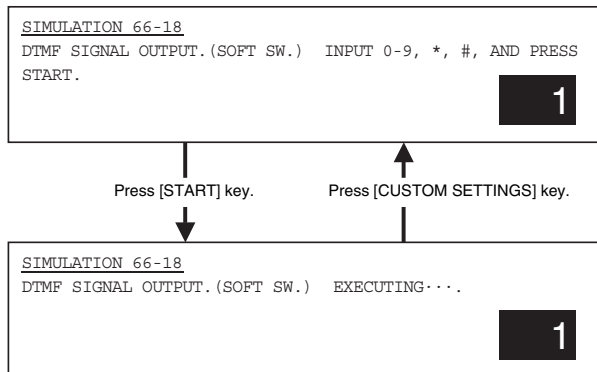 SIMULATION 66-18
DTMF SIGNAL OUTPUT.(SOFT SW.)  INPUT 0-9, *, #, AND PRESS
START.
1
Press [START] key.
Press [CUSTOM SETTINGS] key.
SIMULATION 66-18
DTMF SIGNAL OUTPUT.(SOFT SW.)  EXECUTING···.
1